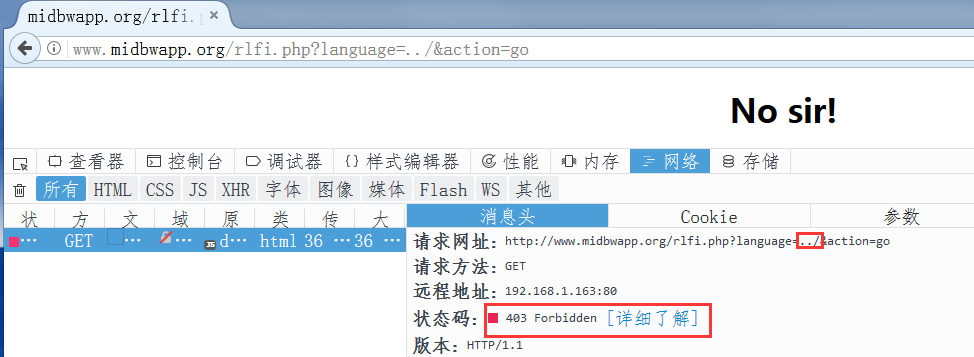 midbwapp.org/rlfi.p
www.midbwapp.org/rlfi.php?language=../&action=go
No sir!
查看器 控制台 调试器 {} 样式编辑器 性能 内存 网络 存储
所有 HTML CSS JS XHR 字体 图像 媒体 Flash WS 其他
状 方 文 域 原 类 传 大 消息头 Cookie 参数
… GET … … JS d… html 36 … 36 …
请求网址: http://www.midbwapp.org/rlfi.php?language=../&action=go
请求方法: GET
远程地址: 192.168.1.163:80
状态码: 403 Forbidden [详细了解]
版本: HTTP/1.1